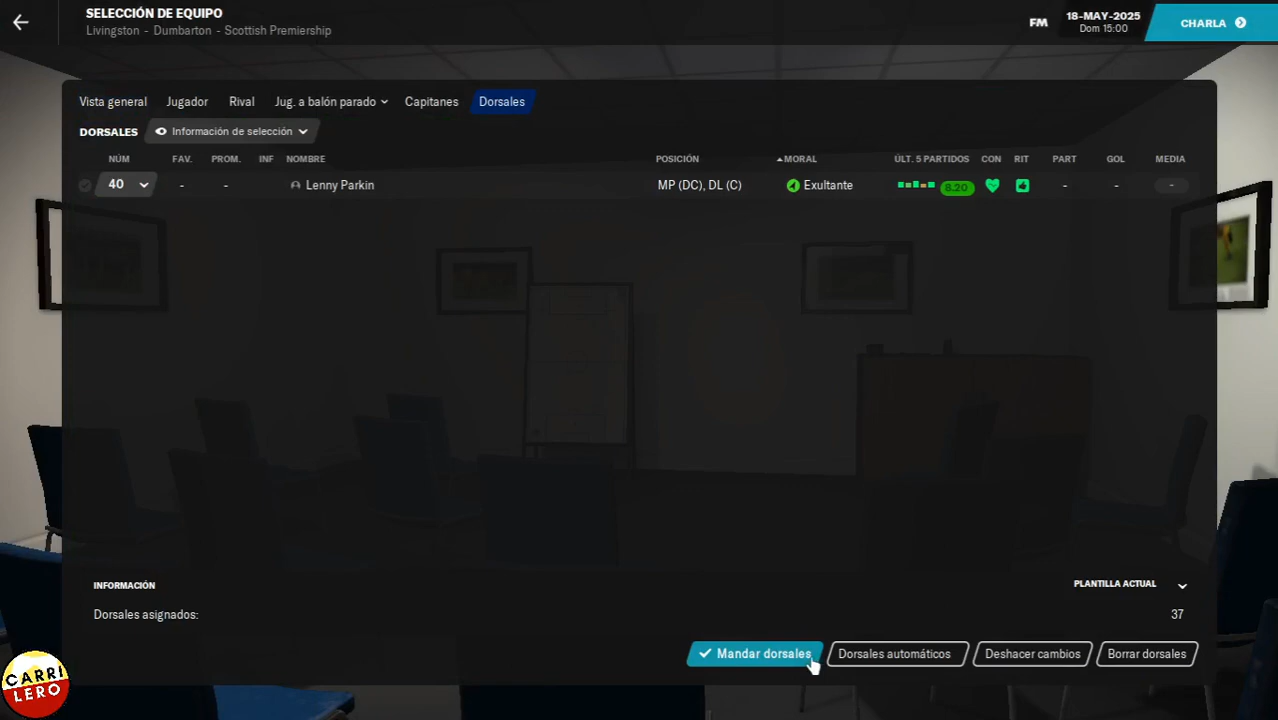 SELECCIÓN DE EQUIPO
Livingston - Dumbarton - Scottish Premiership
FM
18-MAY-2025
Dom 15:00
CHARLA
Vista general
Jugador
Rival
Jug. a balón parado
Capitanes
Dorsales
DORSALES
Información de selección
NÚM FAV. PROM. INF NOMBRE POSICIÓN MORAL ÚLT. 5 PARTIDOS CON RIT PART GOL MEDIA
40 - - Lenny Parkin MP (DC), DL (C) Exultante 8.20 - - -
INFORMACIÓN
PLANTILLA ACTUAL
Dorsales asignados: 37
Mandar dorsales
Dorsales automáticos
Deshacer cambios
Borrar dorsales
CARRI
LERO